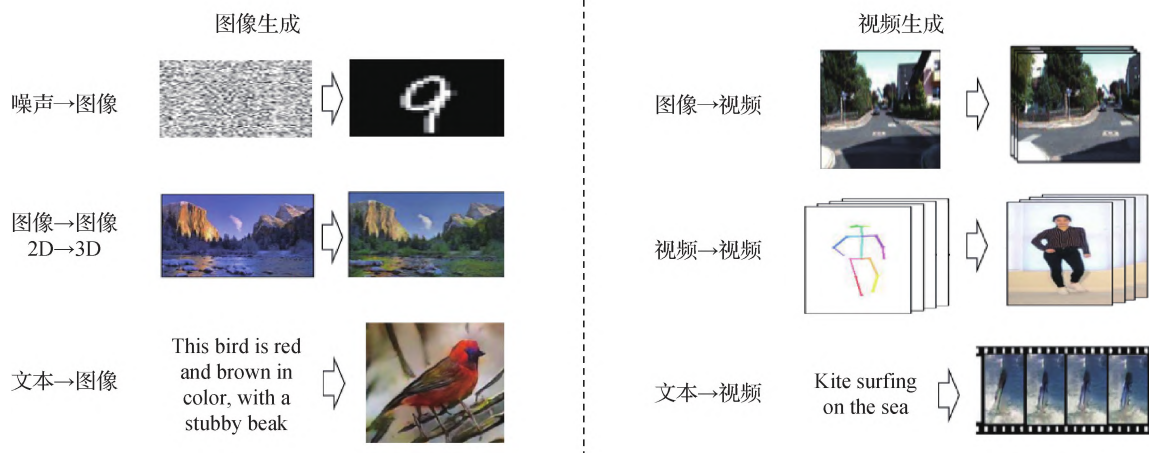 图像生成
噪声→图像
图像→图像
2D→3D
文本→图像
This bird is red
and brown in
color, with a
stubby beak
视频生成
图像→视频
视频→视频
文本→视频
Kite surfing
on the sea